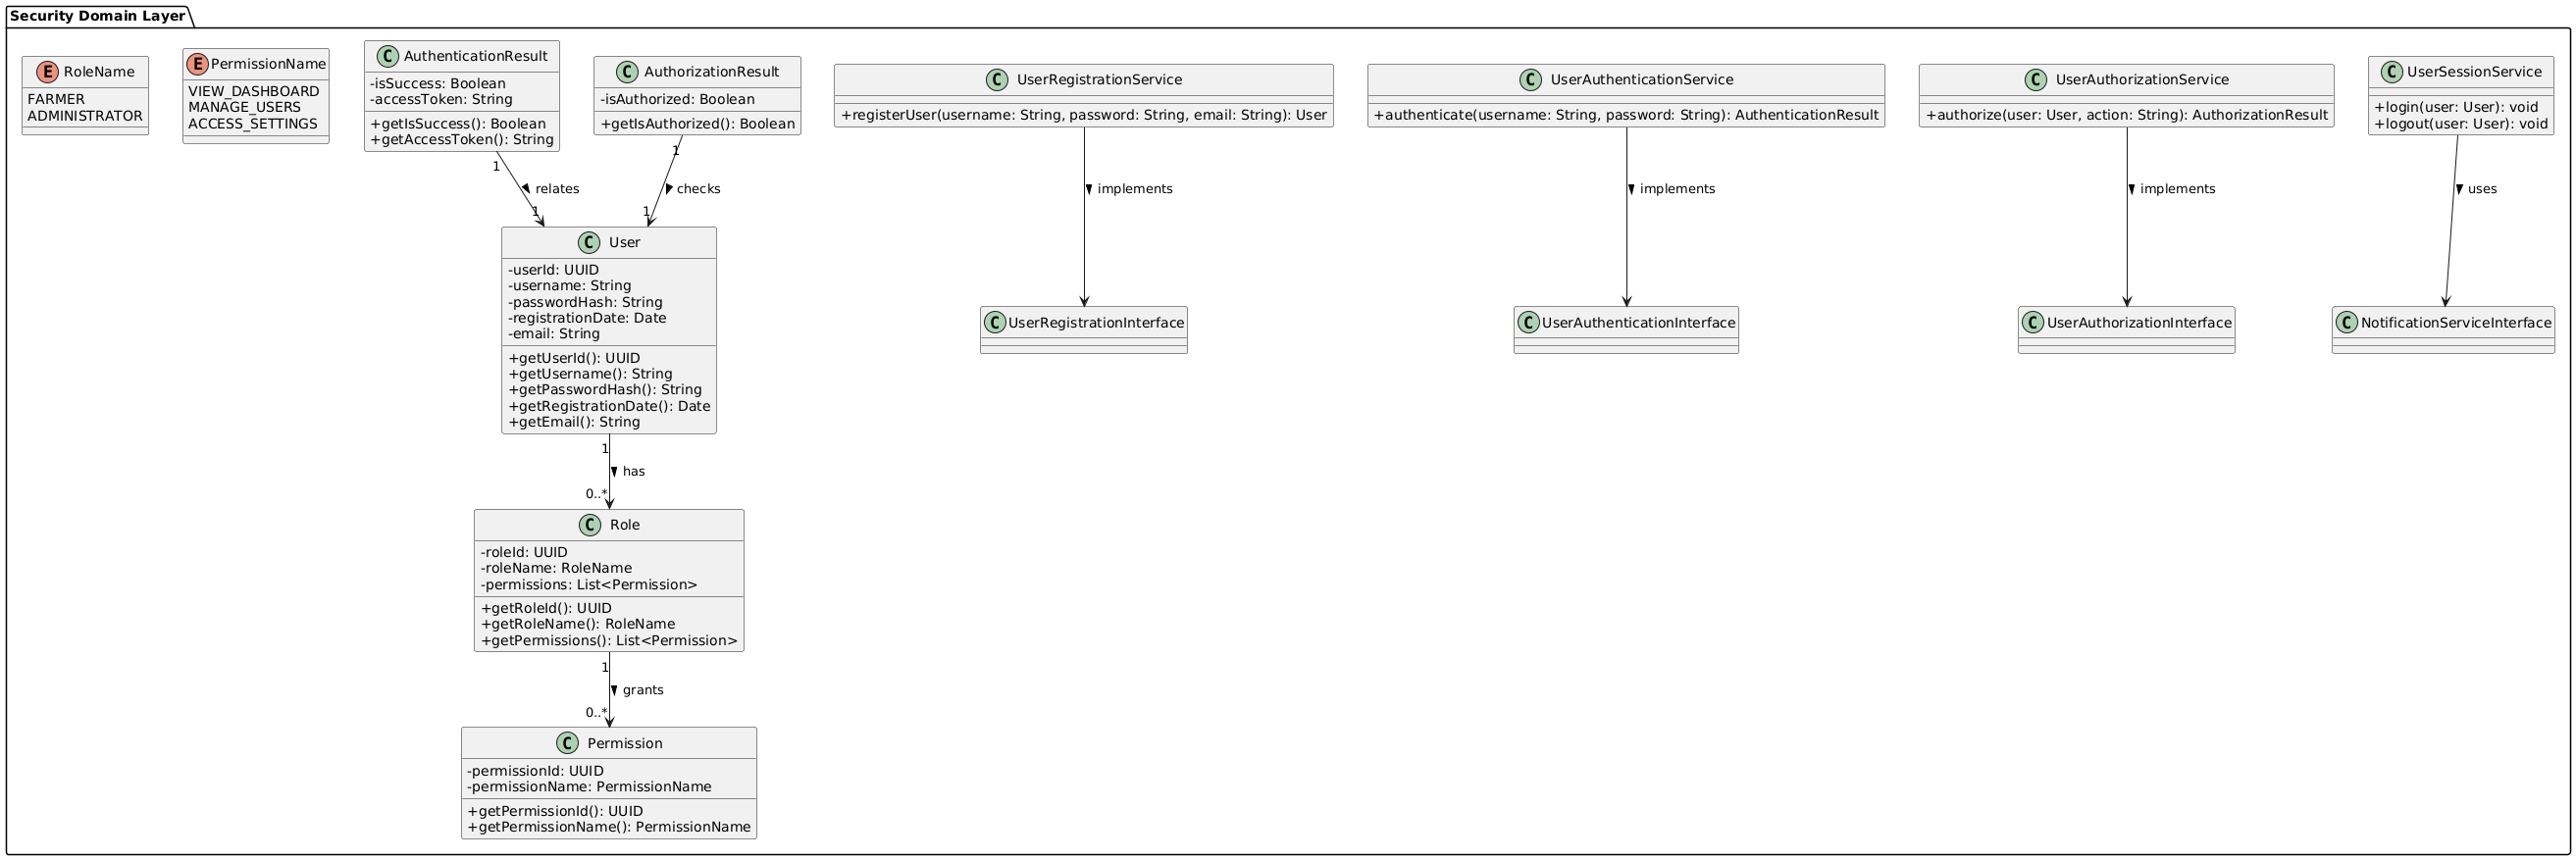 Security Domain Layer
E RoleName
FARMER
ADMINISTRATOR
E PermissionName
VIEW_DASHBOARD
MANAGE_USERS
ACCESS_SETTINGS
C AuthenticationResult
-isSuccess: Boolean
-accessToken: String
+getIsSuccess(): Boolean
+getAccessToken(): String
C AuthorizationResult
-isAuthorized: Boolean
+getIsAuthorized(): Boolean
C UserRegistrationService
+registerUser(username: String, password: String, email: String): User
C UserAuthenticationService
+authenticate(username: String, password: String): AuthenticationResult
C UserAuthorizationService
+authorize(user: User, action: String): AuthorizationResult
C UserSessionService
+login(user: User): void
+logout(user: User): void
1
relates
1
1
checks
1
implements
implements
implements
uses
C User
-userId: UUID
-username: String
-passwordHash: String
-registrationDate: Date
-email: String
+getUserId(): UUID
+getUsername(): String
+getPasswordHash(): String
+getRegistrationDate(): Date
+getEmail(): String
C UserRegistrationInterface
C UserAuthenticationInterface
C UserAuthorizationInterface
C NotificationServiceInterface
1
has
0..*
C Role
-roleId: UUID
-roleName: RoleName
-permissions: List<Permission>
+getRoleId(): UUID
+getRoleName(): RoleName
+getPermissions(): List<Permission>
1
grants
0..*
C Permission
-permissionId: UUID
-permissionName: PermissionName
+getPermissionId(): UUID
+getPermissionName(): PermissionName